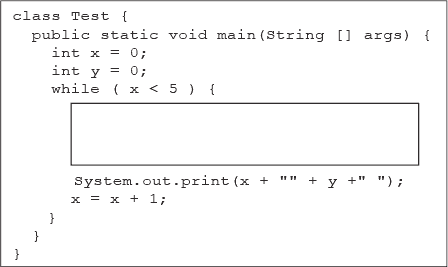 class Test {
public static void main(String [] args) {
int x = 0;
int y = 0;
while ( x < 5 ) {
System.out.print(x + "" + y +" ");
x = x + 1;
}
}
}